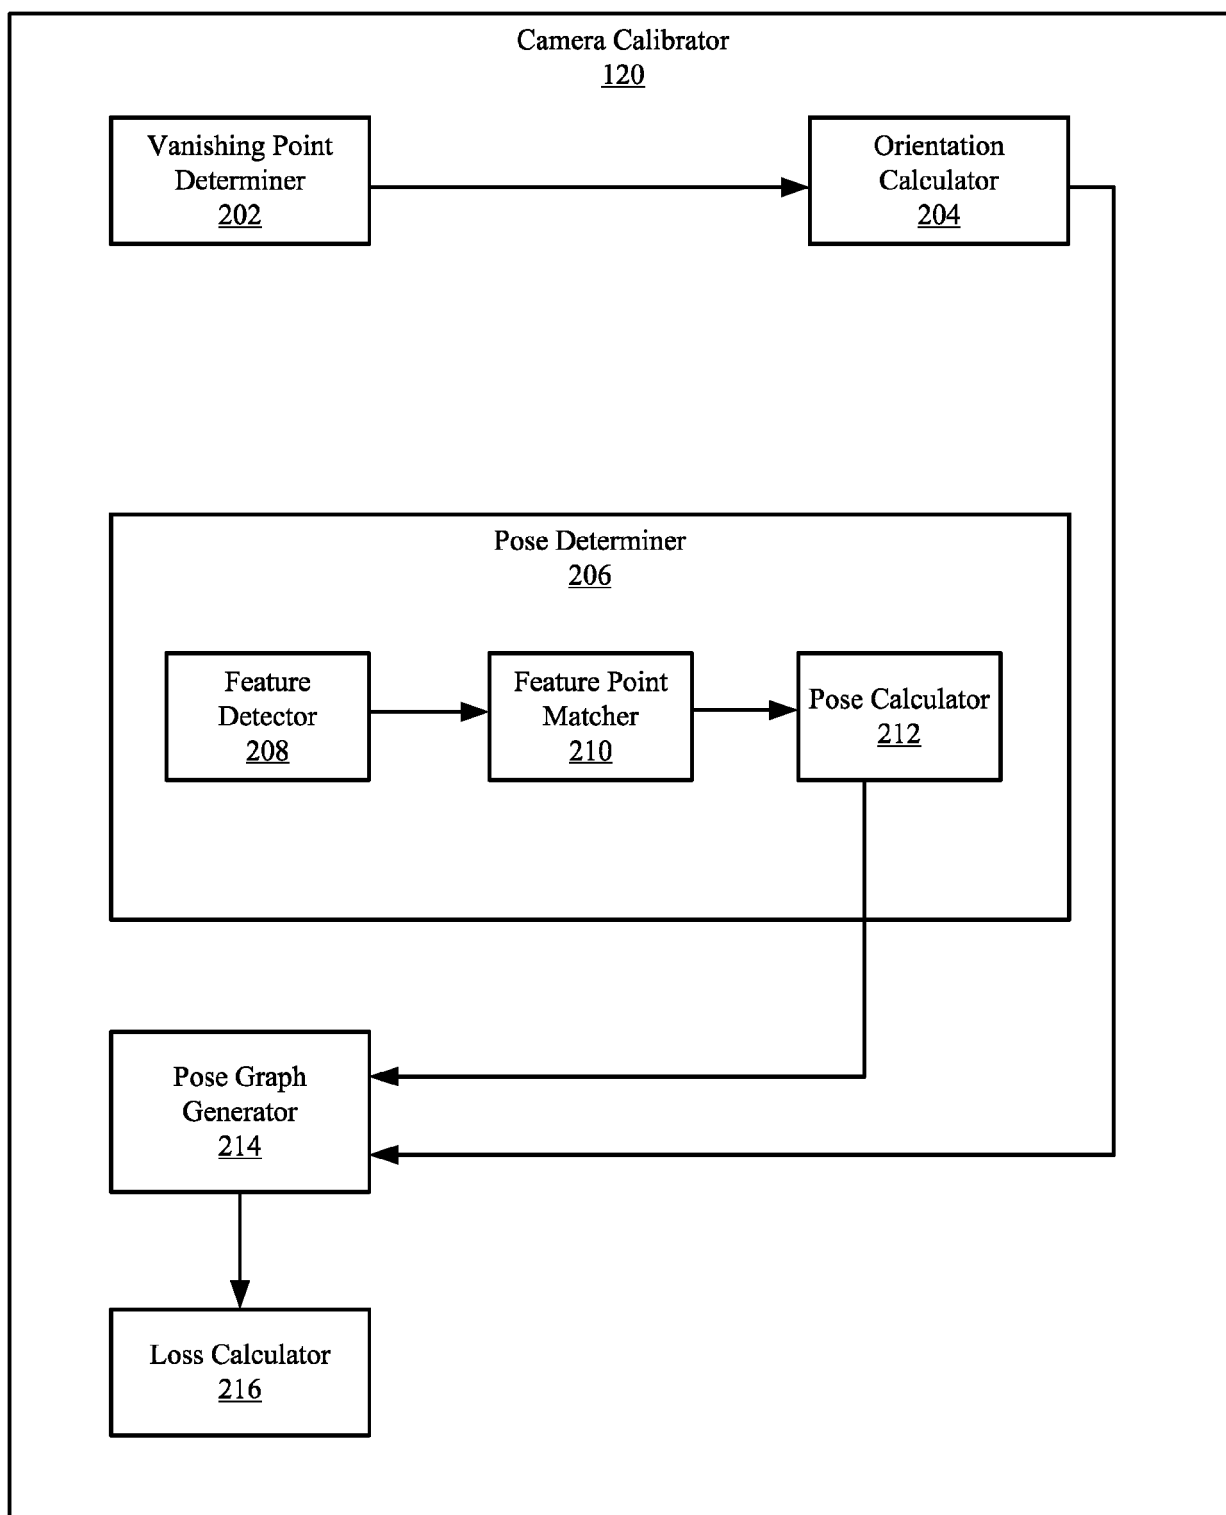 Camera Calibrator
120
Vanishing Point
Determiner
202
Orientation
Calculator
204
Pose Determiner
206
Feature
Detector
208
Feature Point
Matcher
210
Pose Calculator
212
Pose Graph
Generator
214
Loss Calculator
216